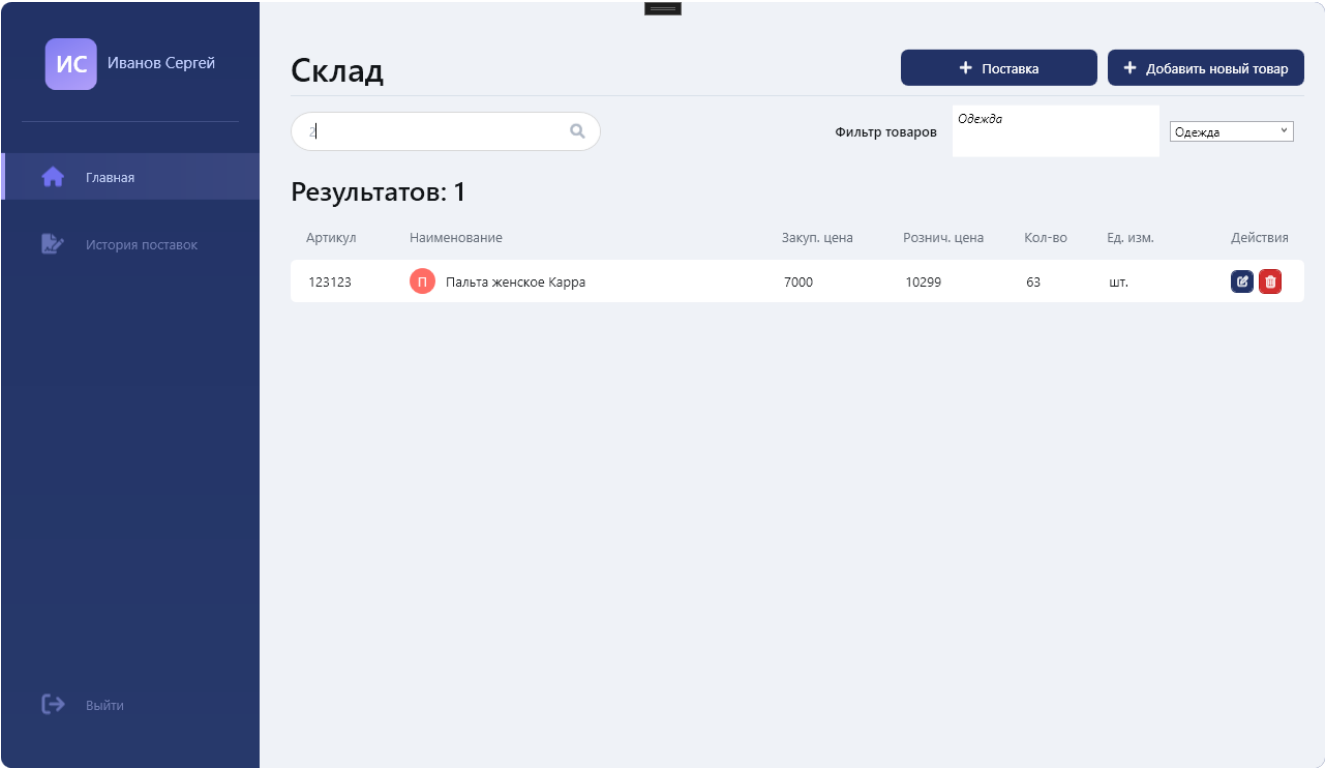 ИС Иванов Сергей
Главная
История поставок
Выйти
Склад
Поставка
Добавить новый товар
2
Фильтр товаров
Одежда
Одежда
Результатов: 1
Артикул Наименование Закуп. цена Рознич. цена Кол-во Ед. изм. Действия
123123 П Пальта женское Карра 7000 10299 63 шт.